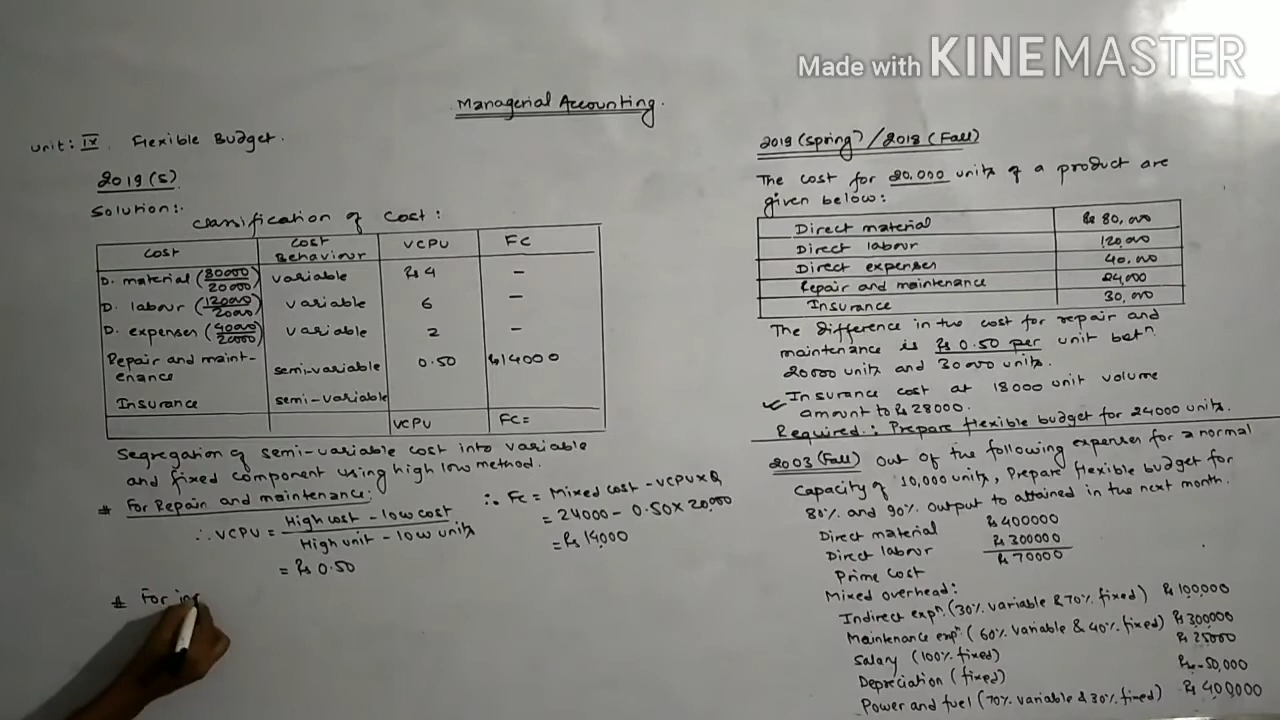 Made with KINEMASTER
Managerial Accounting.
Unit: IV Flexible Budget.
2019(S)
Solution:.
Classification of Cost:
Cost | Cost Behaviour | VCPU | FC
D. material (80000/20000) | variable | Rs 4 | -
D. labour (120000/20000) | variable | 6 | -
D. expenses (40000/20000) | variable | 2 | -
Repair and maint-enance | semi-variable | 0.50 | Rs 14000
Insurance | semi-variable
VCPU | FC=
Segregation of semi-variable cost into variable
and fixed component using high low method.
# For Repair and maintenance:
∴ VCPU = High cost - low cost / High unit - low units
= Rs 0.50
∴ FC = Mixed cost - VCPU x Q
= 24000 - 0.50 x 20,000
= Rs 14,000
# For in
2019 (Spring) / 2018 (Fall)
The cost for 20,000 units of a product are
given below:
Direct material | Rs 80,000
Direct labour | 120,000
Direct expenses | 40,000
Repair and maintenance | 24000
Insurance | 30,000
The difference in the cost for repair and
maintenance is Rs 0.50 per unit betn
20000 units and 30000 units.
Insurance cost at 18000 unit volume
amount to Rs 28000.
Required: Prepare flexible budget for 24000 units.
2003 (Fall) Out of the following expenses for a normal
Capacity of 10,000 units, Prepare flexible budget for
80% and 90% output to attained in the next month.
Direct material Rs 400000
Direct labour Rs 300000
Prime Cost Rs 70000
Mixed overhead:
Indirect expn (30% variable & 70% fixed) Rs 100,000
Maintenance expn (60% variable & 40% fixed) Rs 300000
Salary (100% fixed) Rs 25000
Depreciation (fixed) Rs 50,000
Power and fuel (70% variable & 30% fixed) Rs 400,000